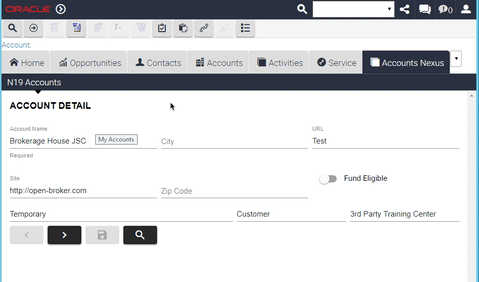 ORACLE
0
Account:
Home
Opportunities
Contacts
Accounts
Activities
Service
Accounts Nexus
N19 Accounts
ACCOUNT DETAIL
Account Name
URL
Brokerage House JSC
My Accounts
City
Test
Required
Site
Fund Eligible
http://open-broker.com
Zip Code
Temporary
Customer
3rd Party Training Center